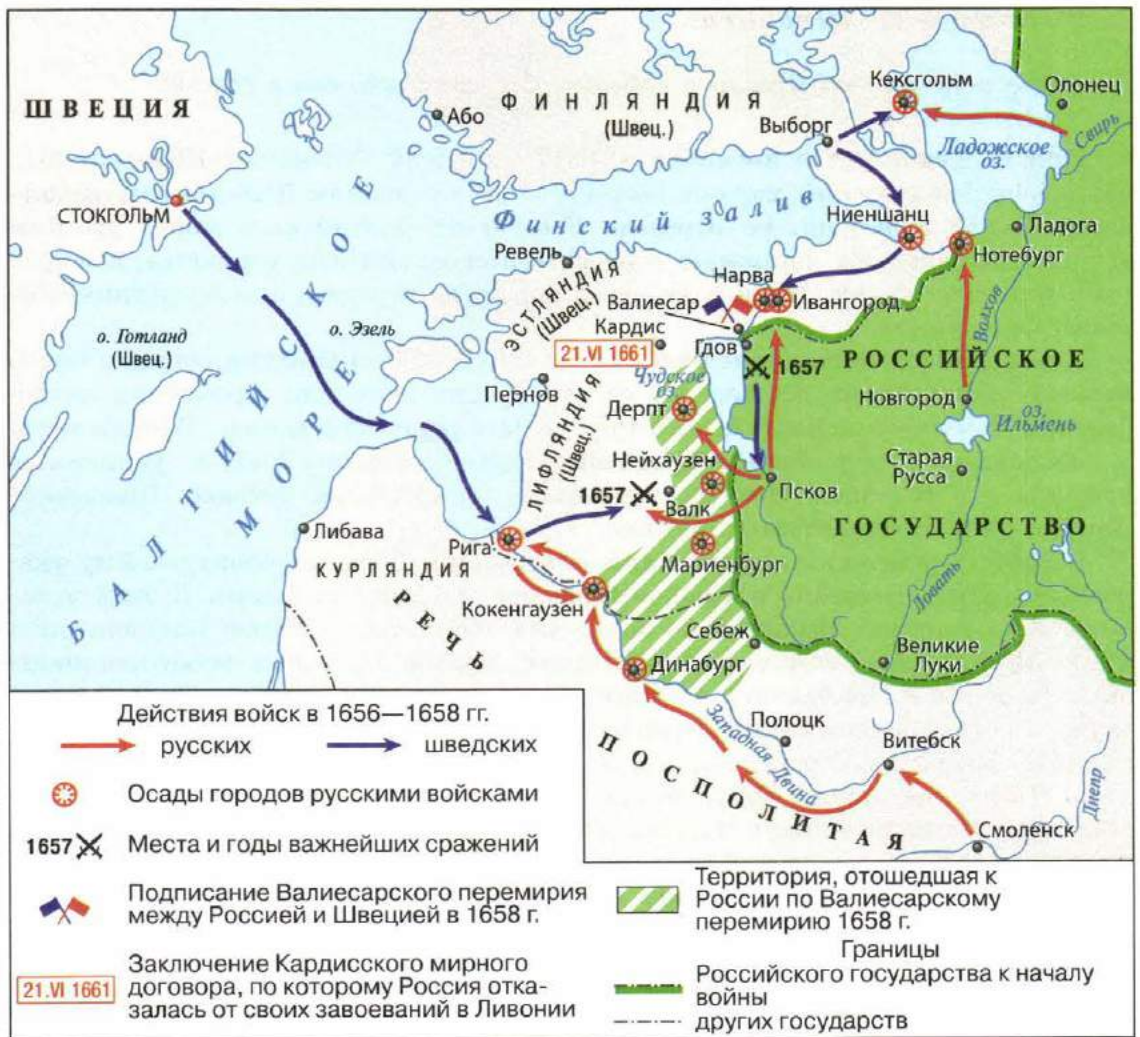 ШВЕЦИЯ
СТОКГОЛЬМ
Або
ФИНЛЯНДИЯ
(Швец.)
Кексгольм
Олонец
Свирь
Выборг
Ладожское
оз.
Финский залив
Ниеншанц
Ладога
Нотебург
Ревель
Нарва
Ивангород
Валиесар
ЭСТЛЯНДИЯ
(Швец.)
Кардис
21.VI 1661
Гдов
1657
о. Готланд
(Швец.)
о. Эзель
БАЛТИЙСКОЕ
МОРЕ
Пернов
Чудское
оз.
Дерпт
Волхов
РОССИЙСКОЕ
Новгород
оз.
Ильмень
ЛИФЛЯНДИЯ
(Швец.)
Нейхаузен
1657
Валк
Псков
Старая
Русса
ГОСУДАРСТВО
Либава
Рига
Мариенбург
КУРЛЯНДИЯ
Кокенгаузен
Ловать
Себеж
Динабург
Великие
Луки
РЕЧЬ
ПОСПОЛИТАЯ
Западная Двина
Полоцк
Витебск
Днепр
Смоленск
Действия войск в 1656—1658 гг.
русских
шведских
Осады городов русскими войсками
1657
Места и годы важнейших сражений
Подписание Валиесарского перемирия
между Россией и Швецией в 1658 г.
21.VI 1661
Заключение Кардисского мирного
договора, по которому Россия отка-
залась от своих завоеваний в Ливонии
Территория, отошедшая к
России по Валиесарскому
перемирию 1658 г.
Границы
Российского государства к началу
войны
других государств